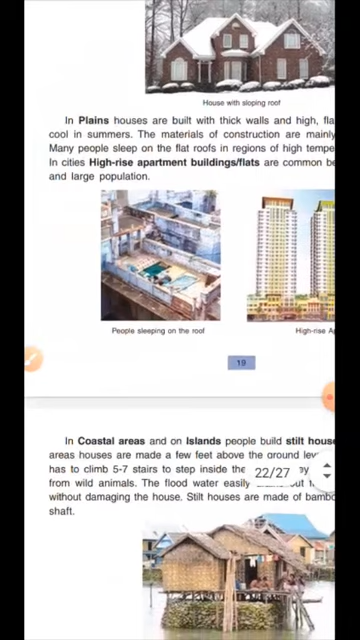 House with sloping roof
In Plains houses are built with thick walls and high, fla
cool in summers. The materials of construction are mainly
Many people sleep on the flat roofs in regions of high tempe
In cities High-rise apartment buildings/flats are common be
and large population.
People sleeping on the roof
High-rise Ap
19
In Coastal areas and on Islands people build stilt house
areas houses are made a few feet above the ground lev
has to climb 5-7 stairs to step inside the
22/27
from wild animals. The flood water easily
without damaging the house. Stilt houses are made of bambo
shaft.